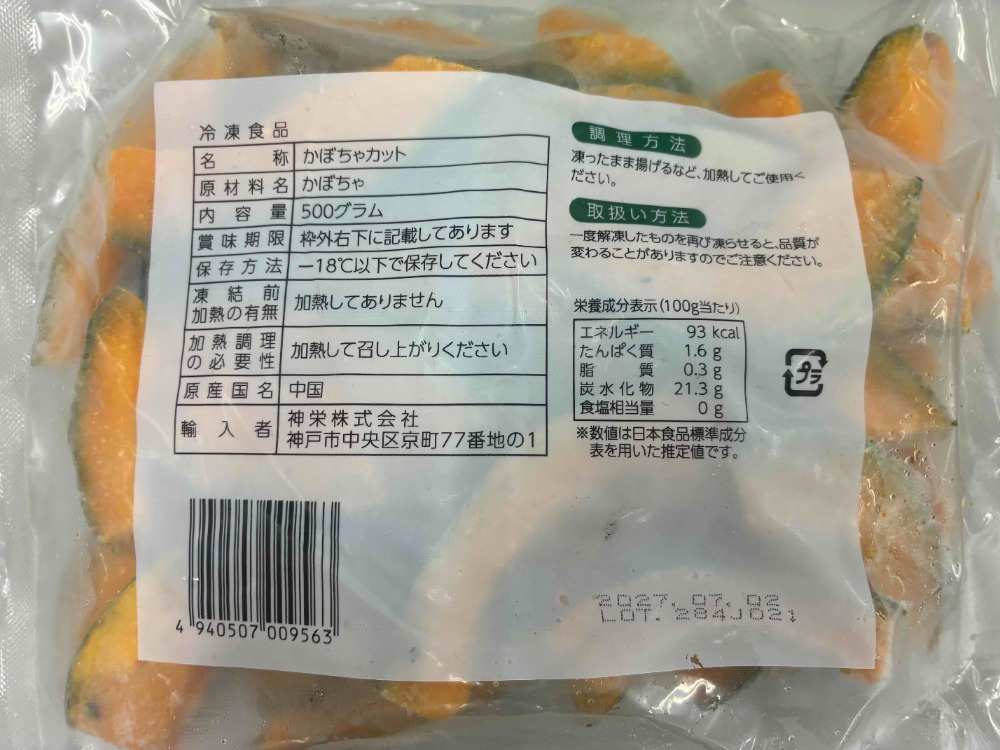 冷凍食品
名称 かぼちゃカット
原材料名 かぼちゃ
内容量 500グラム
賞味期限 枠外右下に記載してあります
保存方法 -18℃以下で保存してください
凍結前
加熱の有無 加熱してありません
加熱調理
の必要性 加熱して召し上がりください
原産国名 中国
輸入者 神栄株式会社
神戸市中央区京町77番地の1
調理方法
凍ったまま揚げるなど、加熱してご使用く
ださい。
取扱い方法
一度解凍したものを再び凍らせると、品質が
変わることがありますのでご注意ください。
栄養成分表示(100g当たり)
エネルギー 93 kcal
たんぱく質 1.6 g
脂質 0.3 g
炭水化物 21.3 g
食塩相当量 0 g
※数値は日本食品標準成分
表を用いた推定値です。
プラ
4 940507 009563
2027.07.02
LOT. 284J021